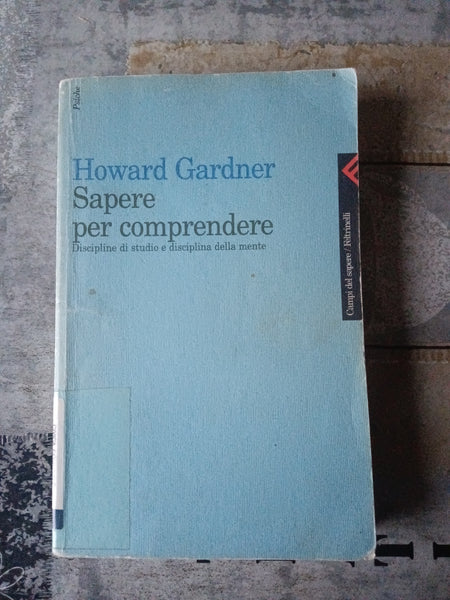 Psiche
Howard Gardner
Sapere
per comprendere
Discipline di studio e disciplina della mente
Campi del sapere / Feltrinelli